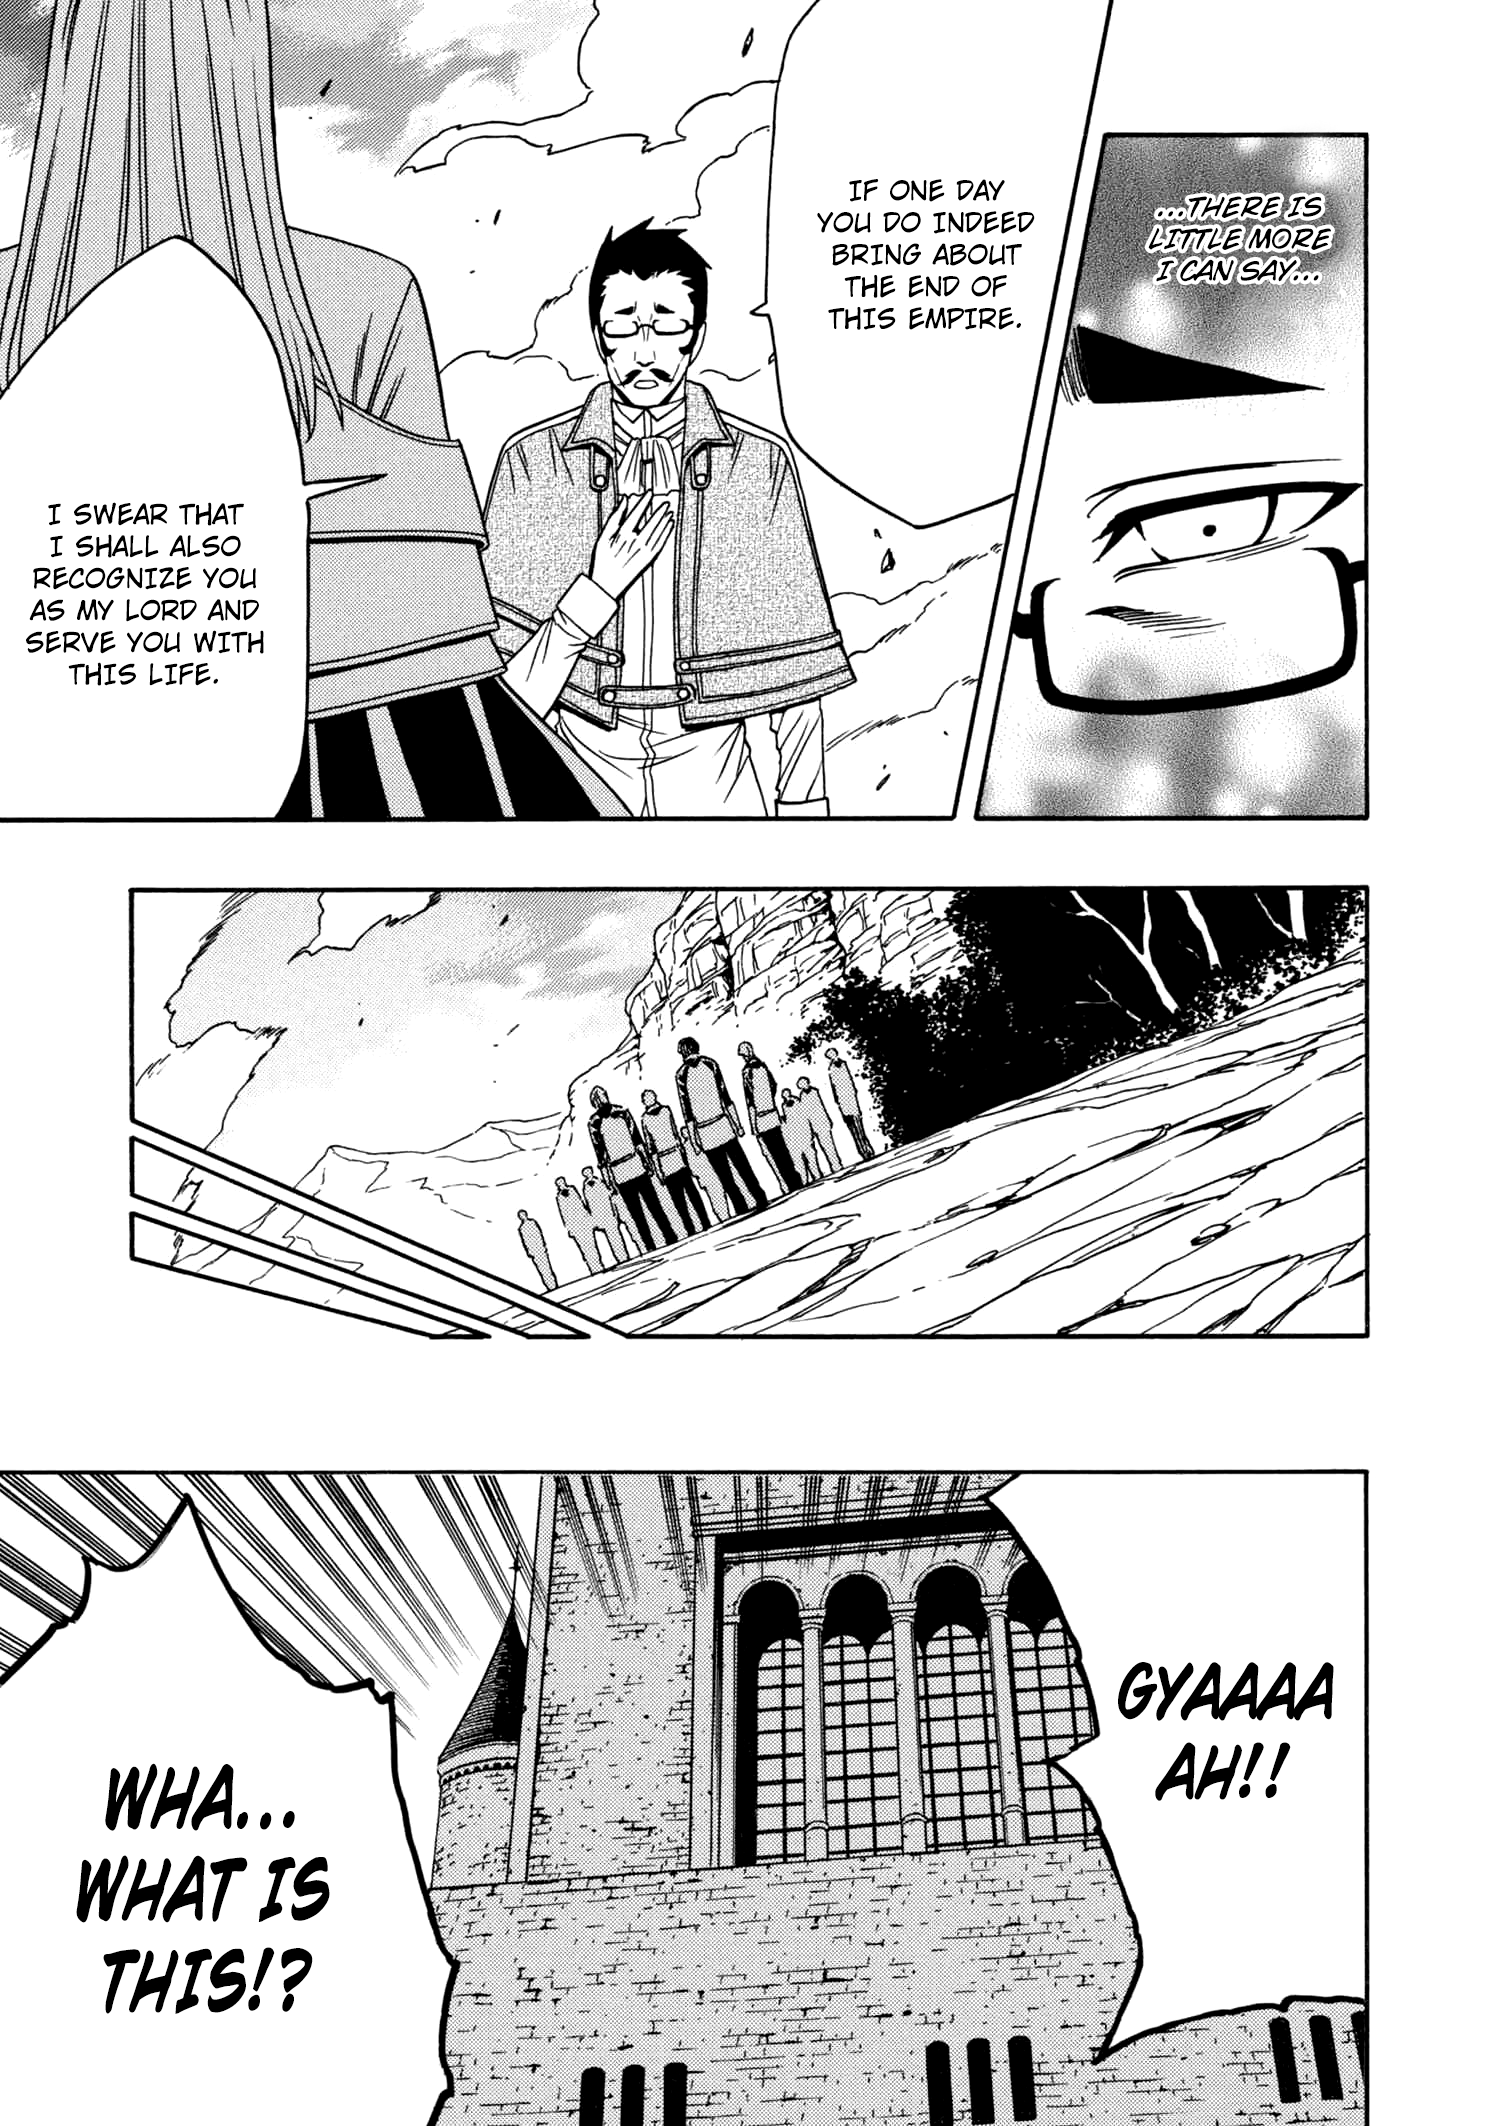 ...THERE IS
LITTLE MORE
I CAN SAY...
IF ONE DAY
YOU DO INDEED
BRING ABOUT
THE END OF
THIS EMPIRE.
I SWEAR THAT
I SHALL ALSO
RECOGNIZE YOU
AS MY LORD AND
SERVE YOU WITH
THIS LIFE.
GYAAAA
AH!!
WHA...
WHAT IS
THIS!?